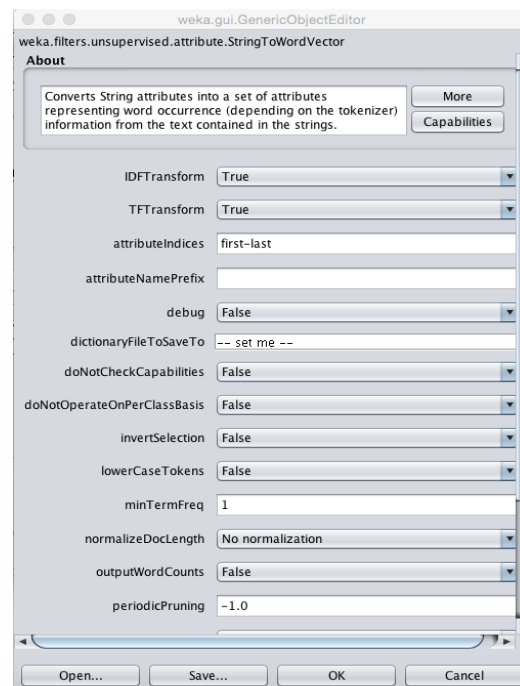 weka.gui.GenericObjectEditor
weka.filters.unsupervised.attribute.StringToWordVector
About
Converts String attributes into a set of attributes
representing word occurrence (depending on the tokenizer)
information from the text contained in the strings.
More
Capabilities
IDFTransform True
TFTransform True
attributeIndices first-last
attributeNamePrefix
debug False
dictionaryFileToSaveTo -- set me --
doNotCheckCapabilities False
doNotOperateOnPerClassBasis False
invertSelection False
lowerCaseTokens False
minTermFreq 1
normalizeDocLength No normalization
outputWordCounts False
periodicPruning -1.0
Open... Save... OK Cancel